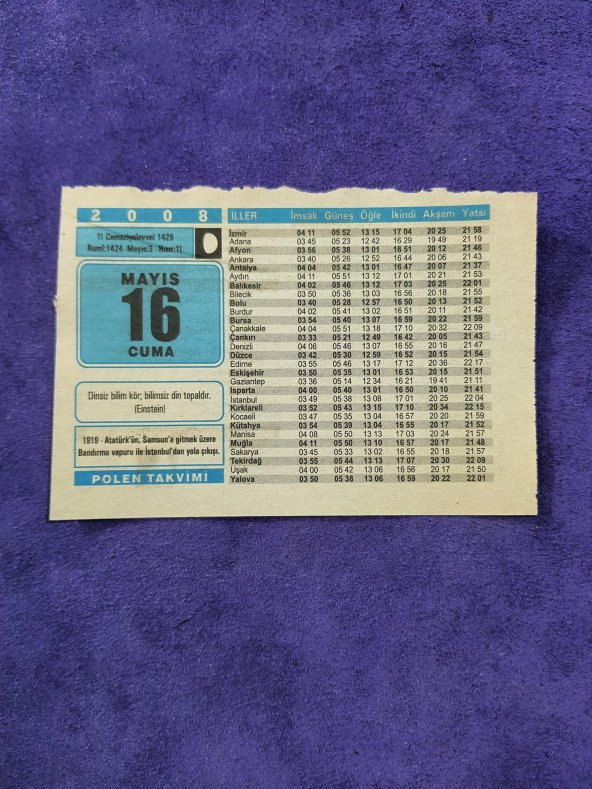 2 0 0 8
11 Cemaziyelevvel 1429
Rumî:1424 Mayıs:3 Hızır:11
MAYIS
16
CUMA
Dinsiz bilim kör; bilimsiz din topaldır.
(Einstein)
1919 - Atatürk'ün, Samsun'a gitmek üzere
Bandırma vapuru ile İstanbul'dan yola çıkışı.
POLEN TAKVİMİ
İLLER İmsak Güneş Öğle İkindi Akşam Yatsı
İzmir 04 11 05 52 13 15 17 04 20 25 21 58
Adana 03 45 05 23 12 42 16 29 19 49 21 19
Afyon 03 56 05 38 13 01 16 51 20 12 21 46
Ankara 03 40 05 26 12 52 16 44 20 06 21 43
Antalya 04 04 05 42 13 01 16 47 20 07 21 37
Aydın 04 11 05 51 13 12 17 01 20 21 21 53
Balıkesir 04 02 05 46 13 12 17 03 20 25 22 01
Bilecik 03 50 05 36 13 03 16 56 20 18 21 55
Bolu 03 40 05 28 12 57 16 50 20 13 21 52
Burdur 04 02 05 41 13 02 16 51 20 11 21 42
Bursa 03 54 05 40 13 07 16 59 20 22 21 59
Çanakkale 04 04 05 51 13 18 17 10 20 32 22 09
Çankırı 03 33 05 21 12 49 16 42 20 05 21 43
Denizli 04 06 05 46 13 07 16 55 20 16 21 47
Düzce 03 42 05 30 12 59 16 52 20 15 21 54
Edirne 03 55 05 46 13 17 17 12 20 36 22 17
Eskişehir 03 50 05 35 13 01 16 53 20 15 21 51
Gaziantep 03 36 05 14 12 34 16 21 19 41 21 11
Isparta 04 00 05 40 13 01 16 50 20 10 21 41
İstanbul 03 49 05 38 13 08 17 01 20 25 22 04
Kırklareli 03 52 05 43 13 15 17 10 20 34 22 15
Kocaeli 03 47 05 35 13 04 16 57 20 20 21 59
Kütahya 03 54 05 39 13 04 16 55 20 17 21 52
Manisa 04 08 05 50 13 13 17 03 20 24 21 57
Muğla 04 11 05 50 13 10 16 57 20 17 21 48
Sakarya 03 45 05 33 13 02 16 55 20 18 21 57
Tekirdağ 03 55 05 44 13 13 17 07 20 30 22 09
Uşak 04 00 05 42 13 06 16 56 20 17 21 50
Yalova 03 50 05 38 13 06 16 59 20 22 22 01